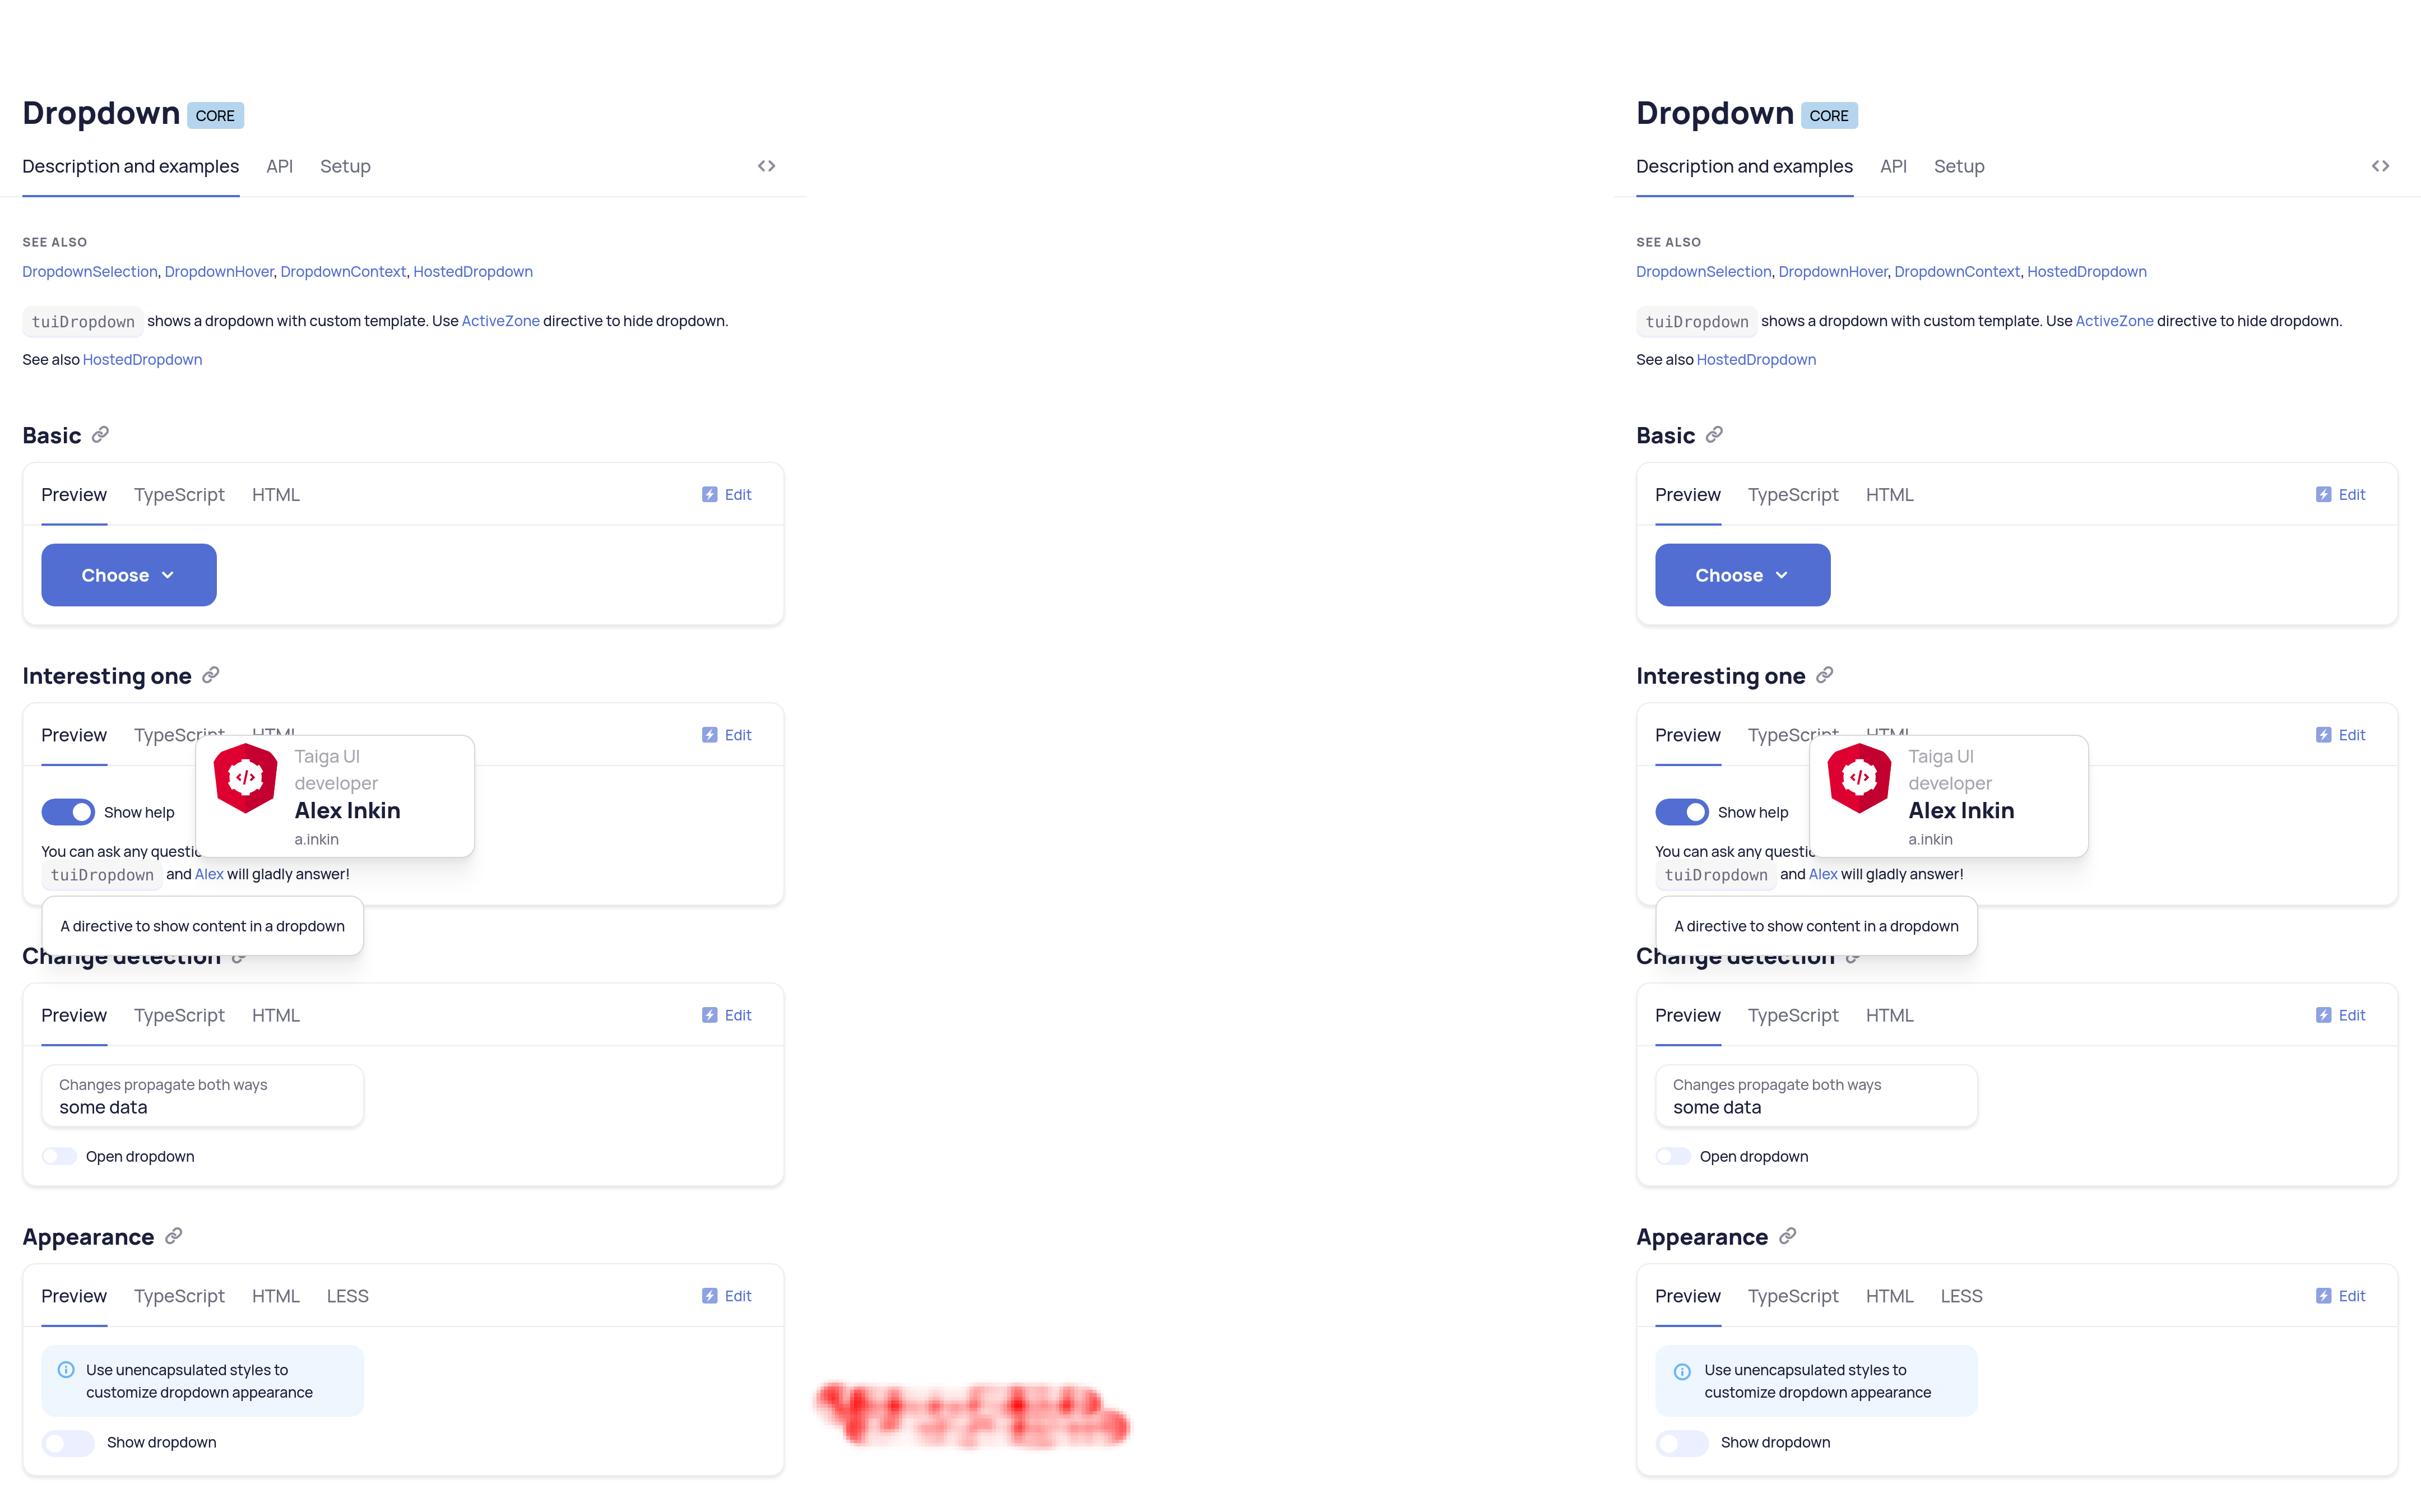 Dropdown CORE
Description and examples API Setup
SEE ALSO
DropdownSelection, DropdownHover, DropdownContext, HostedDropdown
tuiDropdown shows a dropdown with custom template. Use ActiveZone directive to hide dropdown.
See also HostedDropdown
Basic
Preview TypeScript HTML Edit
Choose
Interesting one
Preview TypeScript HTML Edit
Taiga UI
developer
Alex Inkin
a.inkin
Show help
You can ask any
tuiDropdown and Alex will gladly answer!
A directive to show content in a dropdown
Change detection
Preview TypeScript HTML Edit
Changes propagate both ways
some data
Open dropdown
Appearance
Preview TypeScript HTML LESS Edit
Use unencapsulated styles to
customize dropdown appearance
Show dropdown
Dropdown CORE
Description and examples API Setup
SEE ALSO
DropdownSelection, DropdownHover, DropdownContext, HostedDropdown
tuiDropdown shows a dropdown with custom template. Use ActiveZone directive to hide dropdown.
See also HostedDropdown
Basic
Preview TypeScript HTML Edit
Choose
Interesting one
Preview TypeScript HTML Edit
Taiga UI
developer
Alex Inkin
a.inkin
Show help
You can ask any
tuiDropdown and Alex will gladly answer!
A directive to show content in a dropdown
Change detection
Preview TypeScript HTML Edit
Changes propagate both ways
some data
Open dropdown
Appearance
Preview TypeScript HTML LESS Edit
Use unencapsulated styles to
customize dropdown appearance
Show dropdown